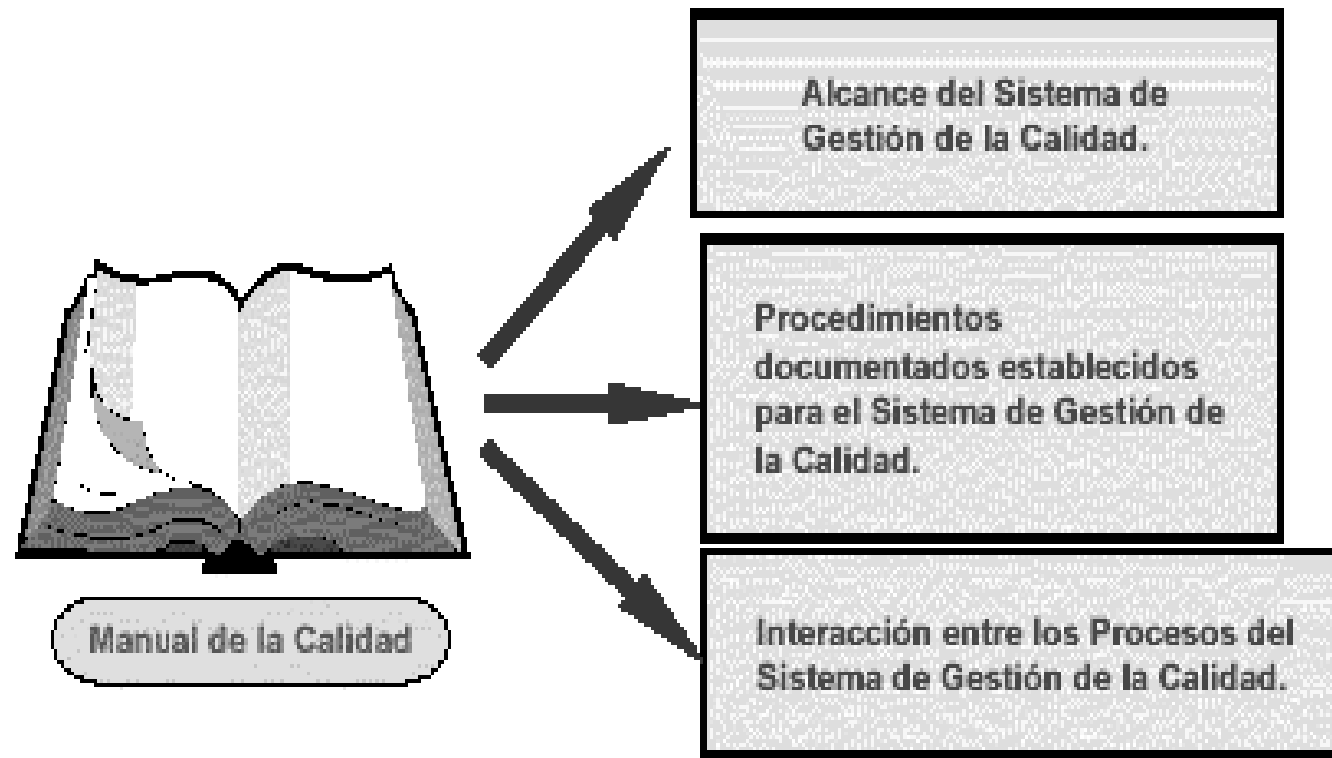 Alcance del Sistema de
Gestión de la Calidad.
Procedimientos
documentados establecidos
para el Sistema de Gestión de
la Calidad.
Interacción entre los Procesos del
Sistema de Gestión de la Calidad.
Manual de la Calidad